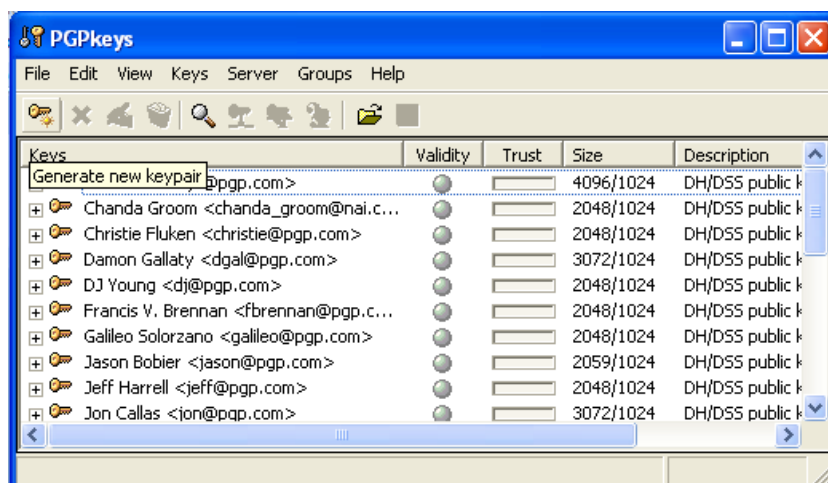 PGPkeys
File Edit View Keys Server Groups Help
Keys Validity Trust Size Description
Generate new keypair
@pgp.com> 4096/1024 DH/DSS public k
Chanda Groom <chanda_groom@nai.c... 2048/1024 DH/DSS public k
Christie Fluken <christie@pgp.com> 2048/1024 DH/DSS public k
Damon Gallaty <dgal@pgp.com> 3072/1024 DH/DSS public k
DJ Young <dj@pgp.com> 2048/1024 DH/DSS public k
Francis V. Brennan <fbrennan@pgp.c... 2048/1024 DH/DSS public k
Galileo Solorzano <galileo@pgp.com> 2048/1024 DH/DSS public k
Jason Bobier <jason@pgp.com> 2059/1024 DH/DSS public k
Jeff Harrell <jeff@pgp.com> 2048/1024 DH/DSS public k
Jon Callas <jon@pgp.com> 3072/1024 DH/DSS public k